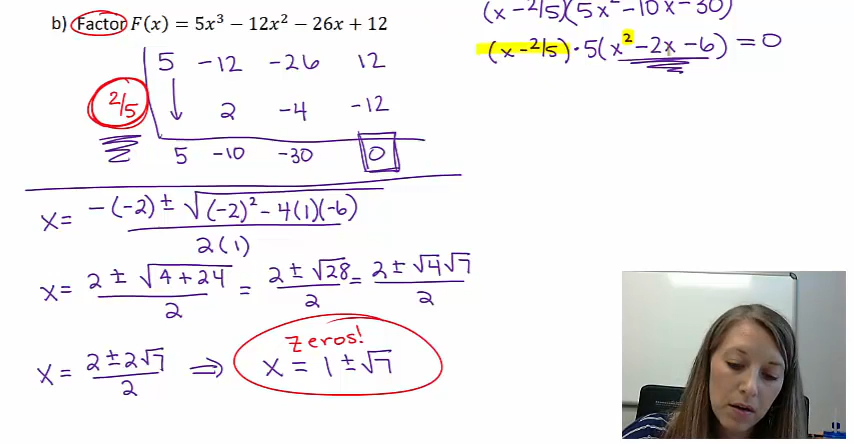 b) Factor F(x) = 5x³ − 12x² − 26x + 12
5 -12 -26 12
2/5
2 -4 -12
5 -10 -30 0
x = -(-2) ± √(-2)² - 4(1)(-6) / 2(1)
x = 2 ± √4+24 / 2 = 2 ± √28 / 2 = 2 ± √4√7 / 2
x = 2 ± 2√7 / 2 ⇒ zeros! x = 1 ± √7
(x - 2/5)(5x² - 10x - 30)
(x - 2/5) · 5(x² - 2x - 6) = 0